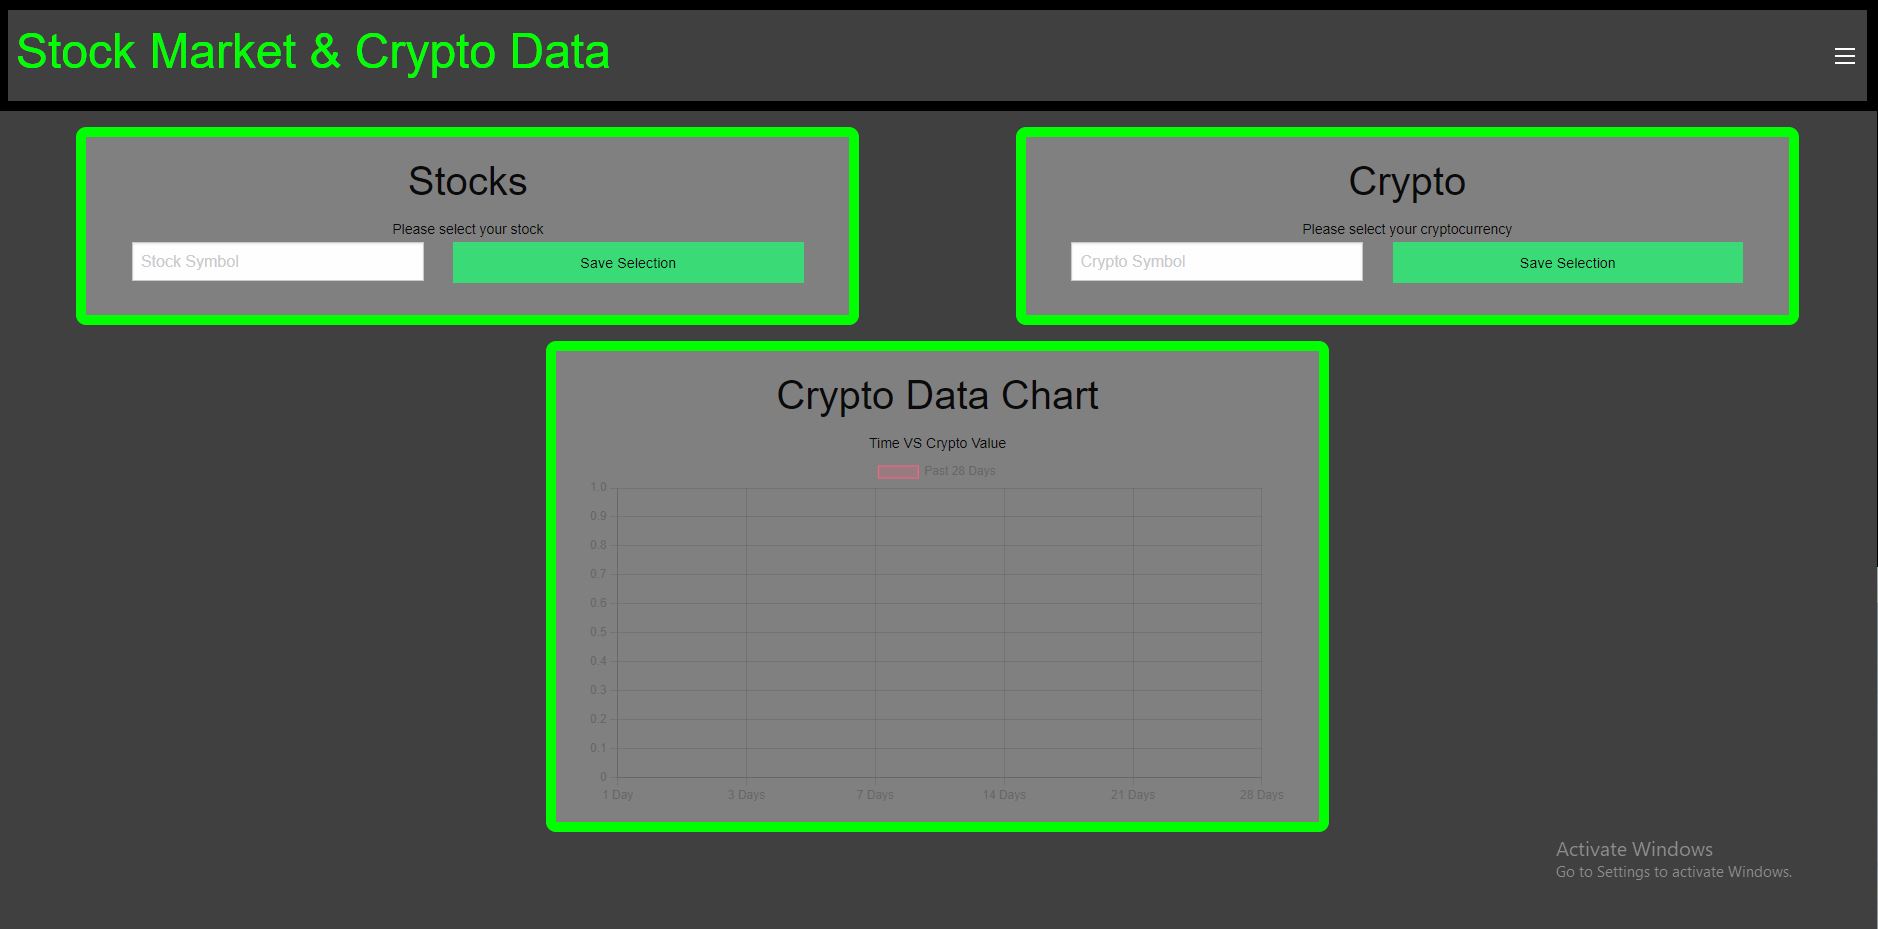 Stock Market & Crypto Data
Stocks
Please select your stock
Stock Symbol
Save Selection
Crypto
Please select your cryptocurrency
Crypto Symbol
Save Selection
Crypto Data Chart
Time VS Crypto Value
Past 28 Days
1.0
0.9
0.8
0.7
0.6
0.5
0.4
0.3
0.2
0.1
0
1 Day 3 Days 7 Days 14 Days 21 Days 28 Days
Activate Windows
Go to Settings to activate Windows.